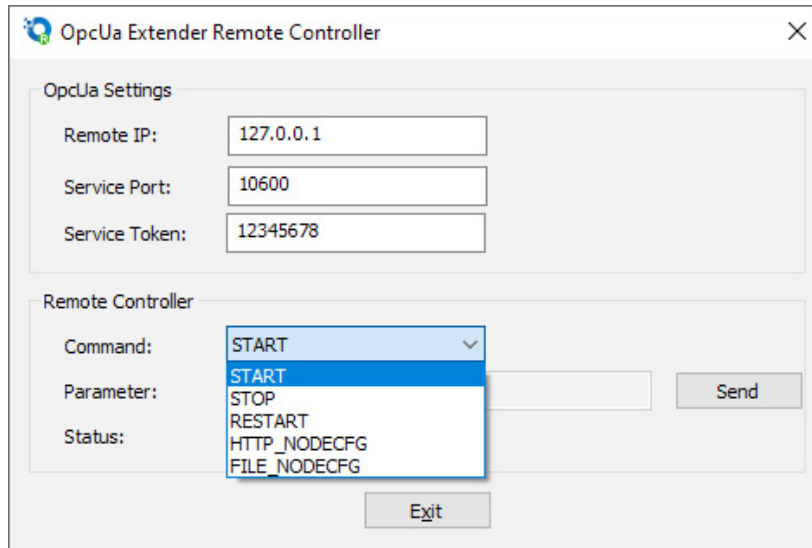 OpcUa Extender Remote Controller
OpcUa Settings
Remote IP: 127.0.0.1
Service Port: 10600
Service Token: 12345678
Remote Controller
Command: START
START
Parameter: STOP Send
RESTART
Status: HTTP_NODECFG
FILE_NODECFG
Exit